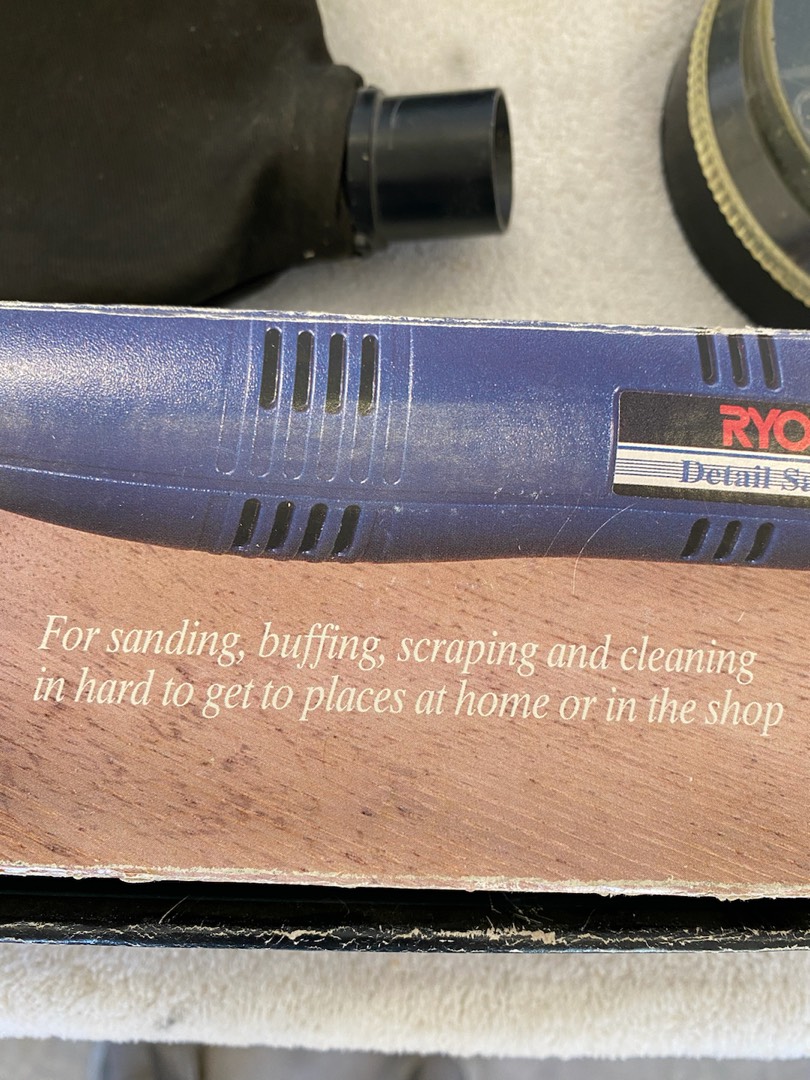 RYO
Detail Sa
For sanding, buffing, scraping and cleaning
in hard to get to places at home or in the shop